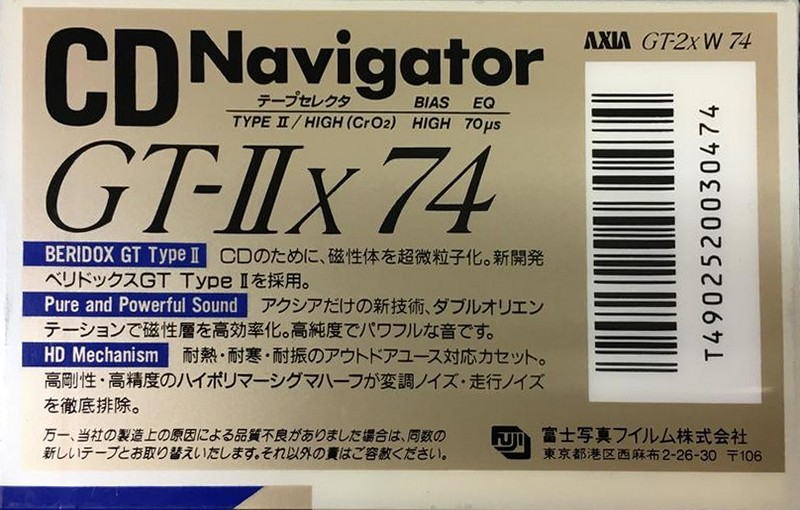 CD Navigator
AXIA GT-2x W 74
テープセレクタ BIAS EQ
TYPE II/HIGH (CrO2) HIGH 70μs
GT-IIx 74
BERIDOX GT Type II CDのために、磁性体を超微粒子化。新開発
ベリドックスGT Type IIを採用。
Pure and Powerful Sound アクシアだけの新技術、ダブルオリエン
テーションで磁性層を高効率化。高純度でパワフルな音です。
HD Mechanism 耐熱・耐寒・耐振のアウトドアユース対応カセット。
高剛性・高精度のハイポリマーシグマハーフが変調ノイズ・走行ノイズ
を徹底排除。
万一、当社の製造上の原因による品質不良がありました場合は、同数の
新しいテープとお取り替えいたします。それ以外の責はご容赦ください。
FUJI 富士写真フイルム株式会社
東京都港区西麻布2-26-30 〒106
T4902520030474